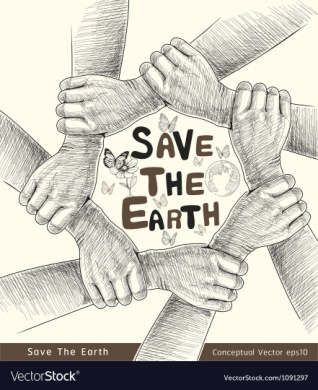 SAVE
THE
EARTH
Save The Earth
Conceptual Vector eps10
VectorStock®
VectorStock.com/1091297